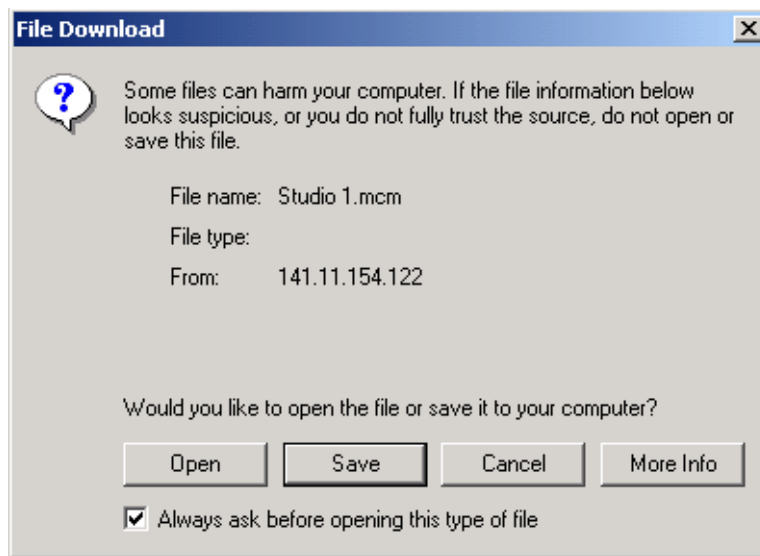 File Download
Some files can harm your computer. If the file information below
looks suspicious, or you do not fully trust the source, do not open or
save this file.
File name: Studio 1.mcm
File type:
From: 141.11.154.122
Would you like to open the file or save it to your computer?
Open Save Cancel More Info
Always ask before opening this type of file